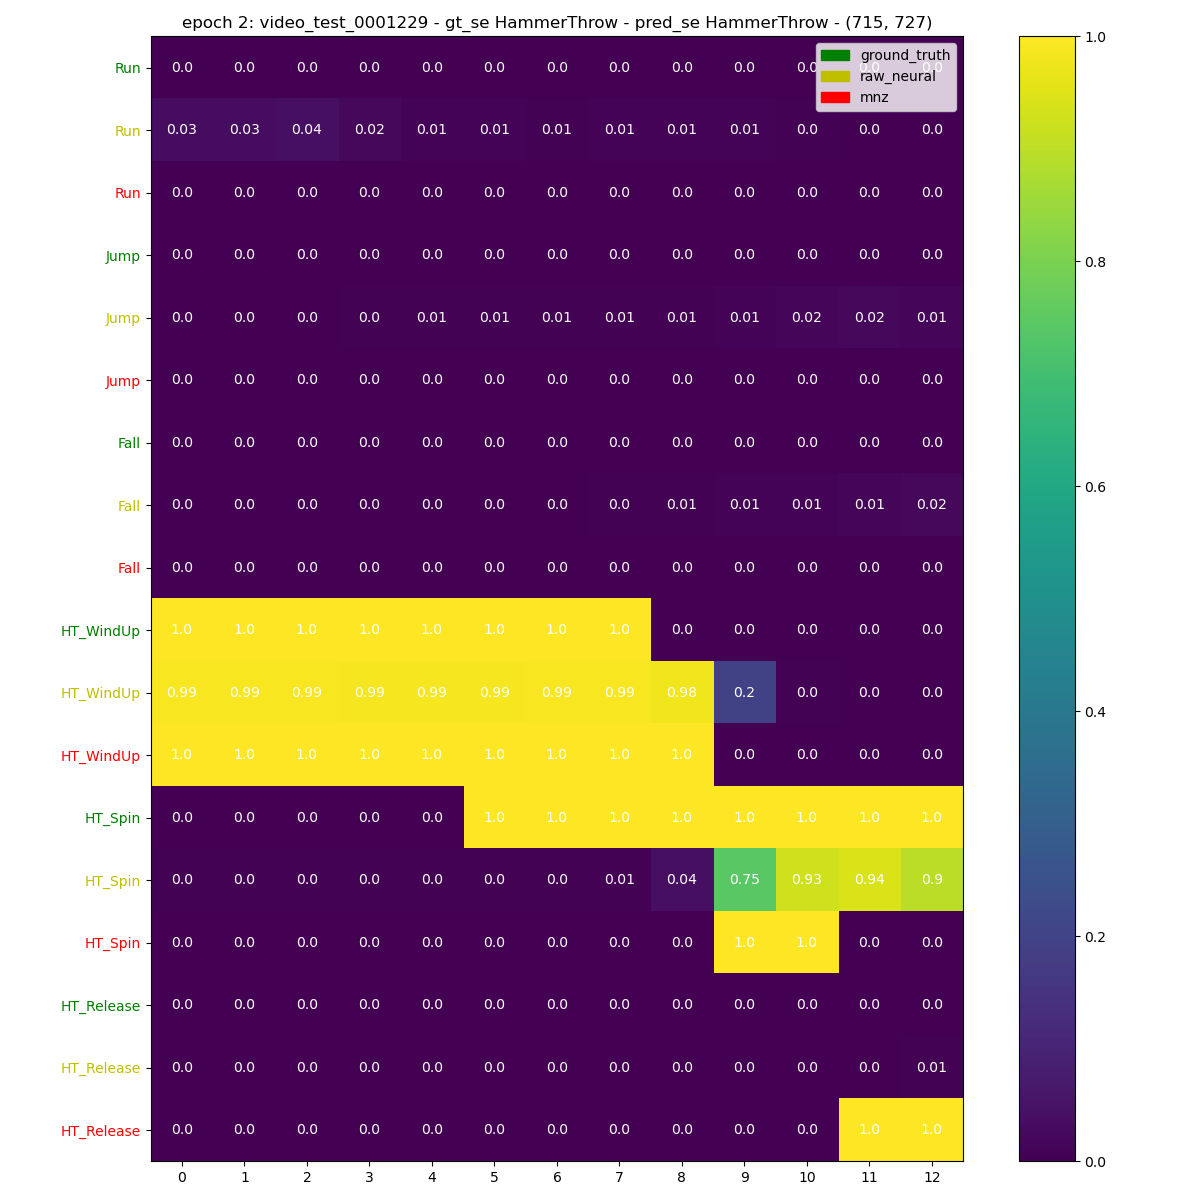 epoch 2: video_test_0001229 - gt_se HammerThrow - pred_se HammerThrow - (715, 727)
ground_truth
raw_neural
mnz
Run 0.0 0.0 0.0 0.0 0.0 0.0 0.0 0.0 0.0 0.0 0.0 0.0 0.0
Run 0.03 0.03 0.04 0.02 0.01 0.01 0.01 0.01 0.01 0.01 0.0 0.0 0.0
Run 0.0 0.0 0.0 0.0 0.0 0.0 0.0 0.0 0.0 0.0 0.0 0.0 0.0
Jump 0.0 0.0 0.0 0.0 0.0 0.0 0.0 0.0 0.0 0.0 0.0 0.0 0.0
Jump 0.0 0.0 0.0 0.0 0.01 0.01 0.01 0.01 0.01 0.01 0.02 0.02 0.01
Jump 0.0 0.0 0.0 0.0 0.0 0.0 0.0 0.0 0.0 0.0 0.0 0.0 0.0
Fall 0.0 0.0 0.0 0.0 0.0 0.0 0.0 0.0 0.0 0.0 0.0 0.0 0.0
Fall 0.0 0.0 0.0 0.0 0.0 0.0 0.0 0.0 0.01 0.01 0.01 0.01 0.02
Fall 0.0 0.0 0.0 0.0 0.0 0.0 0.0 0.0 0.0 0.0 0.0 0.0 0.0
HT_WindUp 1.0 1.0 1.0 1.0 1.0 1.0 1.0 1.0 0.0 0.0 0.0 0.0 0.0
HT_WindUp 0.99 0.99 0.99 0.99 0.99 0.99 0.99 0.99 0.98 0.2 0.0 0.0 0.0
HT_WindUp 1.0 1.0 1.0 1.0 1.0 1.0 1.0 1.0 1.0 0.0 0.0 0.0 0.0
HT_Spin 0.0 0.0 0.0 0.0 0.0 1.0 1.0 1.0 1.0 1.0 1.0 1.0 1.0
HT_Spin 0.0 0.0 0.0 0.0 0.0 0.0 0.0 0.01 0.04 0.75 0.93 0.94 0.9
HT_Spin 0.0 0.0 0.0 0.0 0.0 0.0 0.0 0.0 0.0 1.0 1.0 0.0 0.0
HT_Release 0.0 0.0 0.0 0.0 0.0 0.0 0.0 0.0 0.0 0.0 0.0 0.0 0.0
HT_Release 0.0 0.0 0.0 0.0 0.0 0.0 0.0 0.0 0.0 0.0 0.0 0.0 0.01
HT_Release 0.0 0.0 0.0 0.0 0.0 0.0 0.0 0.0 0.0 0.0 0.0 1.0 1.0
0 1 2 3 4 5 6 7 8 9 10 11 12
1.0
0.8
0.6
0.4
0.2
0.0